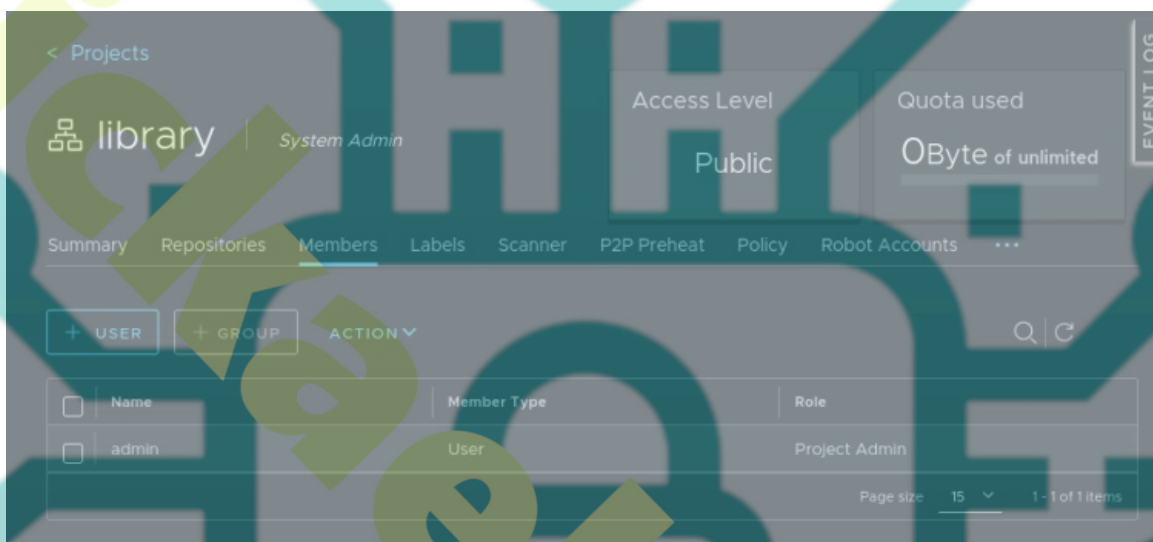 < Projects
library
System Admin
Access Level
Public
Quota used
0Byte of unlimited
EVENT LOG
Summary Repositories Members Labels Scanner P2P Preheat Policy Robot Accounts ...
+ USER + GROUP ACTION
Name Member Type Role
admin User Project Admin
Page size 15 1 - 1 of 1 items